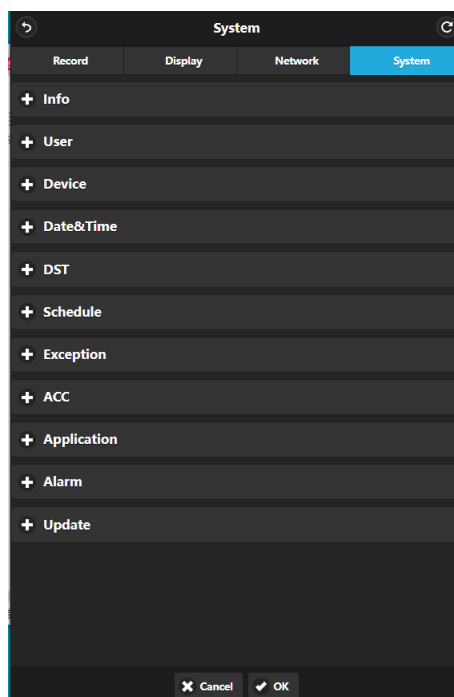 System
Record Display Network System
Info
User
Device
Date&Time
DST
Schedule
Exception
ACC
Application
Alarm
Update
Cancel OK